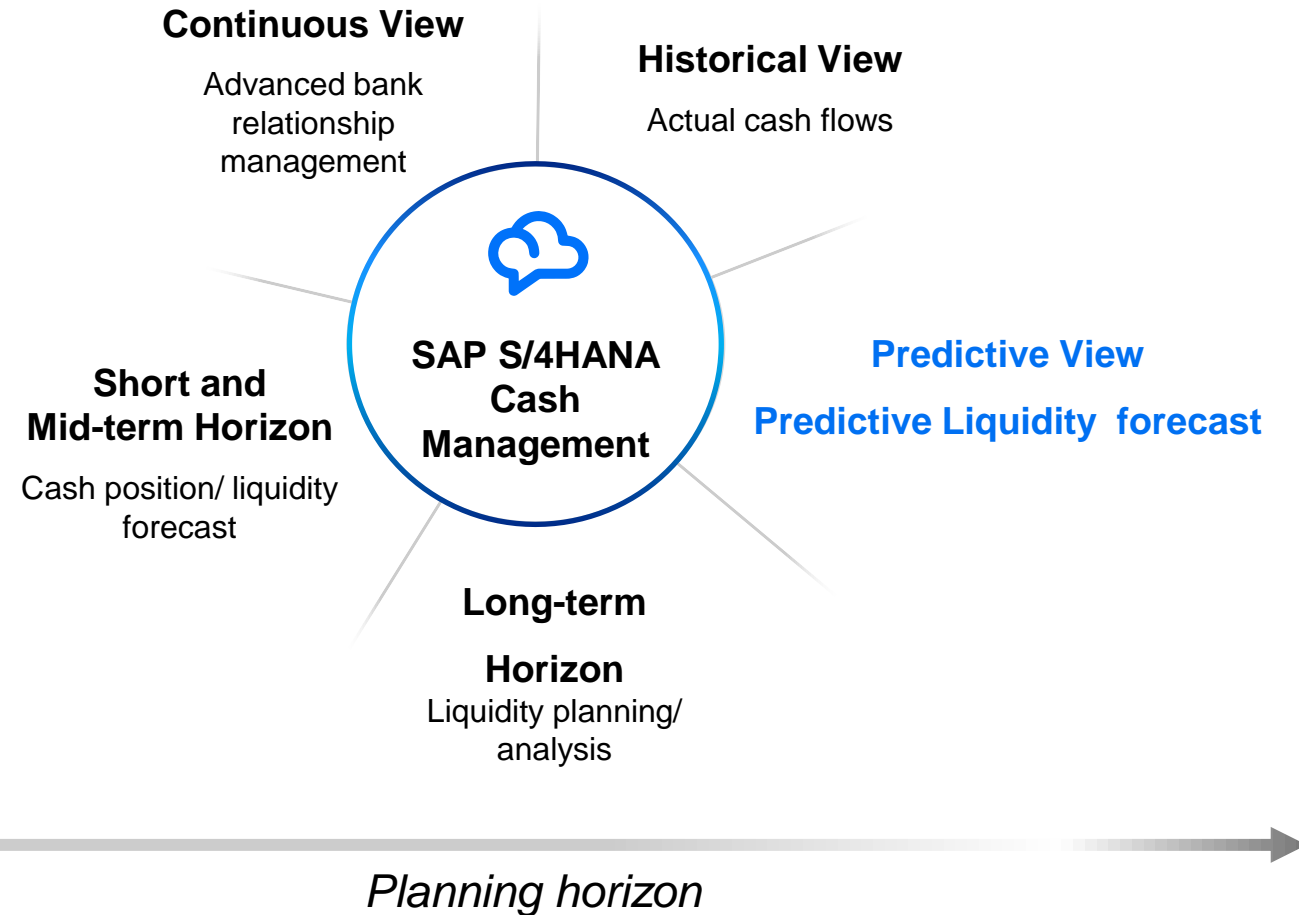 Continuous View
Advanced bank
relationship
management
Historical View
Actual cash flows
SAP S/4HANA
Cash
Management
Predictive View
Predictive Liquidity  forecast
Short and
Mid-term Horizon
Cash position/ liquidity
forecast
Long-term
Horizon
Liquidity planning/
analysis
Planning horizon